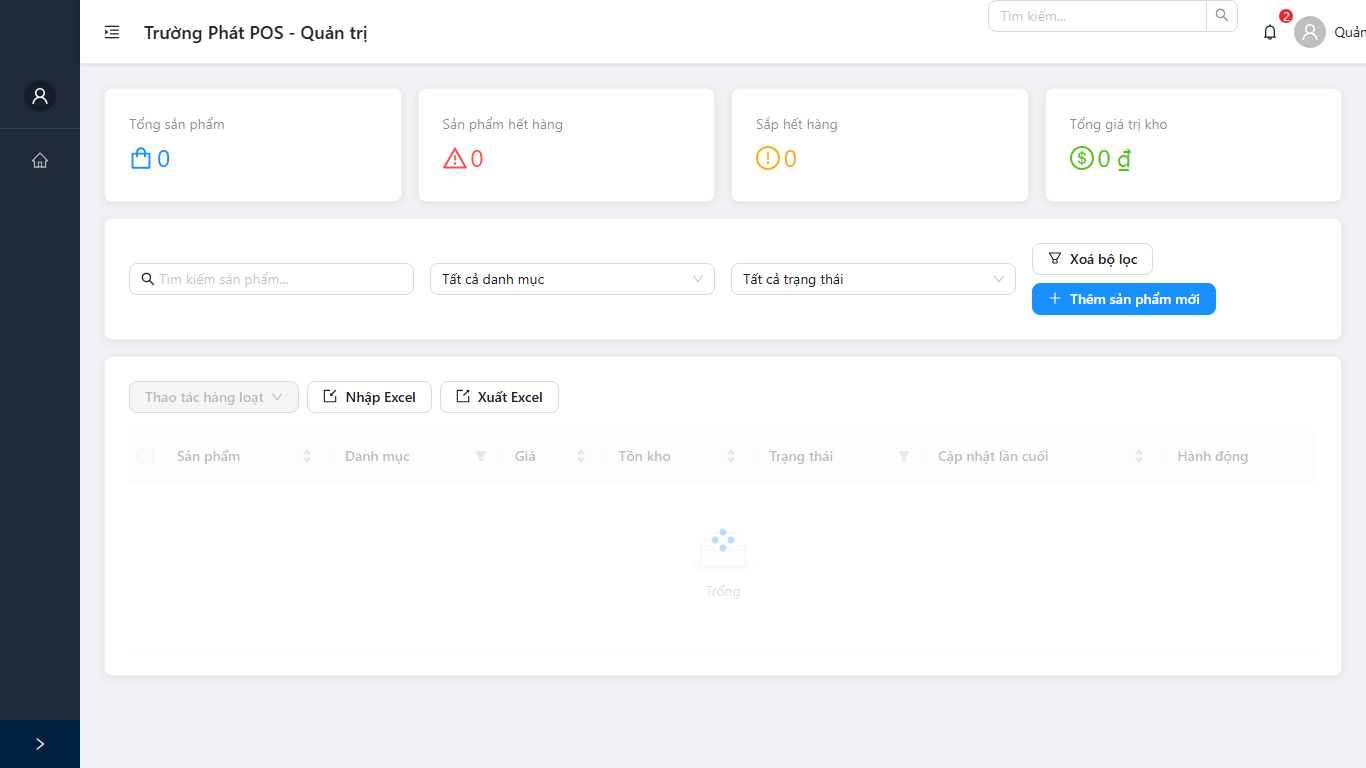 Trường Phát POS - Quản trị
Tìm kiếm...
2
Quản
Tổng sản phẩm
0
Sản phẩm hết hàng
0
Sắp hết hàng
0
Tổng giá trị kho
0 ₫
Tìm kiếm sản phẩm...
Tất cả danh mục
Tất cả trạng thái
Xoá bộ lọc
Thêm sản phẩm mới
Thao tác hàng loạt
Nhập Excel
Xuất Excel
Sản phẩm
Danh mục
Giá
Tồn kho
Trạng thái
Cập nhật lần cuối
Hành động
Trống